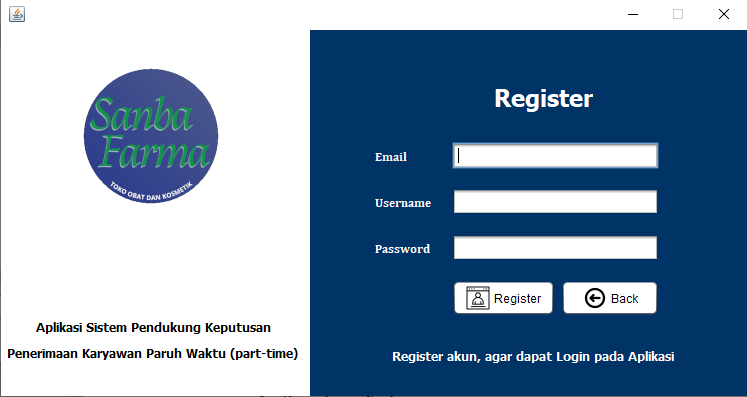 Sanba
Farma
TOKO OBAT DAN KOSMETIK
Aplikasi Sistem Pendukung Keputusan
Penerimaan Karyawan Paruh Waktu (part-time)
Register
Email
Username
Password
Register
Back
Register akun, agar dapat Login pada Aplikasi